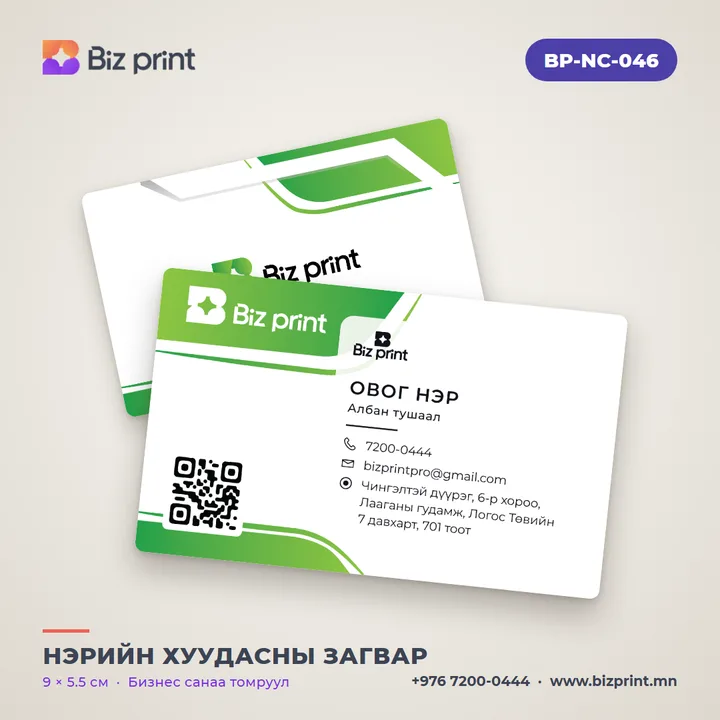 Biz print
BP-NC-046
Biz print
Biz print
Biz print
ОВОГ НЭР
Албан тушаал
7200-0444
bizprintpro@gmail.com
Чингэлтэй дүүрэг, 6-р хороо,
Лааганы гудамж, Логос Төвийн
7 давхарт, 701 тоот
НЭРИЙН ХУУДАСНЫ ЗАГВАР
9 × 5.5 см · Бизнес санаа томруул
+976 7200-0444 · www.bizprint.mn